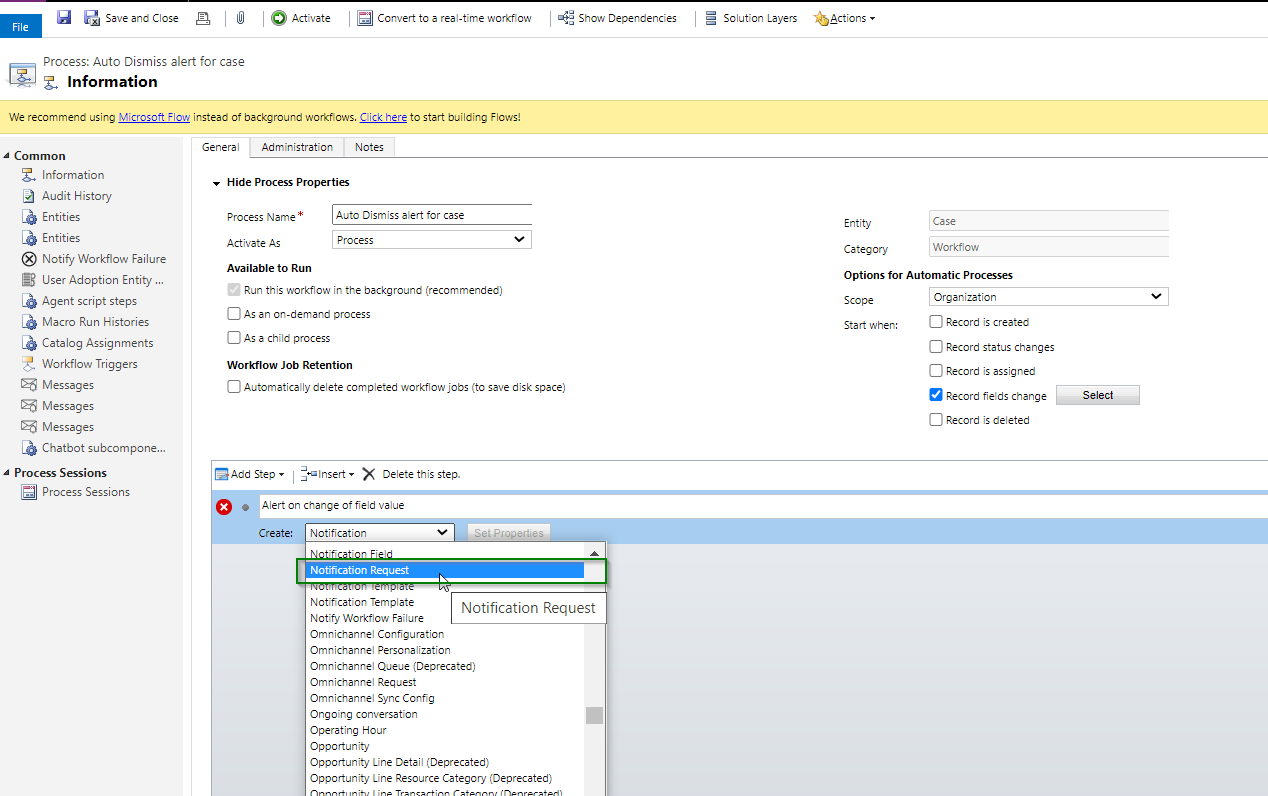 File
Save and Close
Activate
Convert to a real-time workflow
Show Dependencies
Solution Layers
Actions
Process: Auto Dismiss alert for case
Information
We recommend using Microsoft Flow instead of background workflows. Click here to start building Flows!
Common
Information
Audit History
Entities
Entities
Notify Workflow Failure
User Adoption Entity ...
Agent script steps
Macro Run Histories
Catalog Assignments
Workflow Triggers
Messages
Messages
Messages
Chatbot subcompone...
Process Sessions
Process Sessions
General
Administration
Notes
Hide Process Properties
Process Name*
Auto Dismiss alert for case
Activate As
Process
Available to Run
Run this workflow in the background (recommended)
As an on-demand process
As a child process
Workflow Job Retention
Automatically delete completed workflow jobs (to save disk space)
Entity
Case
Category
Workflow
Options for Automatic Processes
Scope
Organization
Start when:
Record is created
Record status changes
Record is assigned
Record fields change
Select
Record is deleted
Add Step
Insert
Delete this step.
Alert on change of field value
Create:
Notification
Set Properties
Notification Field
Notification Request
Notification Template
Notification Template
Notification Request
Notify Workflow Failure
Omnichannel Configuration
Omnichannel Personalization
Omnichannel Queue (Deprecated)
Omnichannel Request
Omnichannel Sync Config
Ongoing conversation
Operating Hour
Opportunity
Opportunity Line Detail (Deprecated)
Opportunity Line Resource Category (Deprecated)
Opportunity Line Transaction Category (Deprecated)